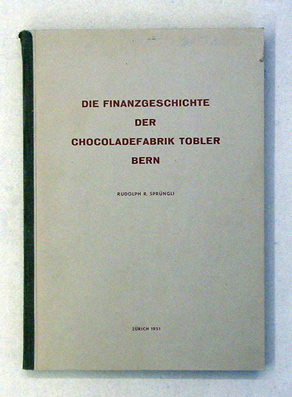 DIE FINANZGESCHICHTE
DER
CHOCOLADEFABRIK TOBLER
BERN
RUDOLPH R. SPRÜNGLI
ZÜRICH 1951